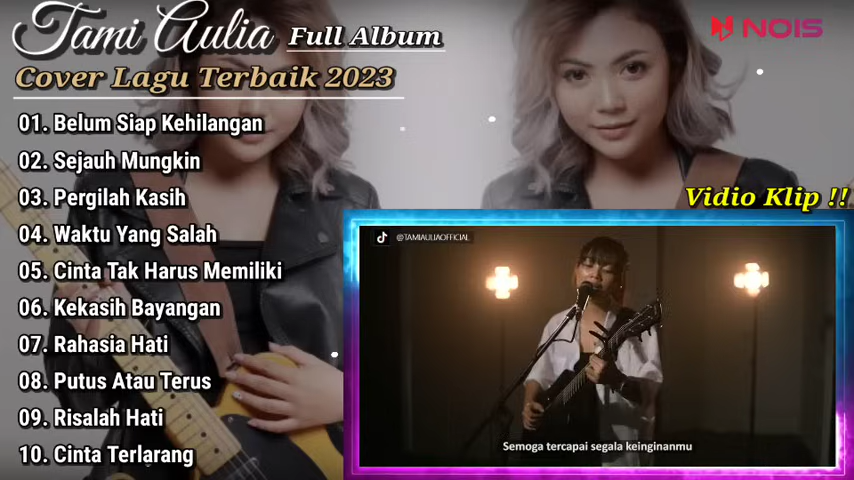 Tami Aulia Full Album
NOIS
Cover Lagu Terbaik 2023
01. Belum Siap Kehilangan
02. Sejauh Mungkin
03. Pergilah Kasih
04. Waktu Yang Salah
05. Cinta Tak Harus Memiliki
06. Kekasih Bayangan
07. Rahasia Hati
08. Putus Atau Terus
09. Risalah Hati
10. Cinta Terlarang
Vidio Klip !!
@TAMIAULIAOFFICIAL
Semoga tercapai segala keinginanmu